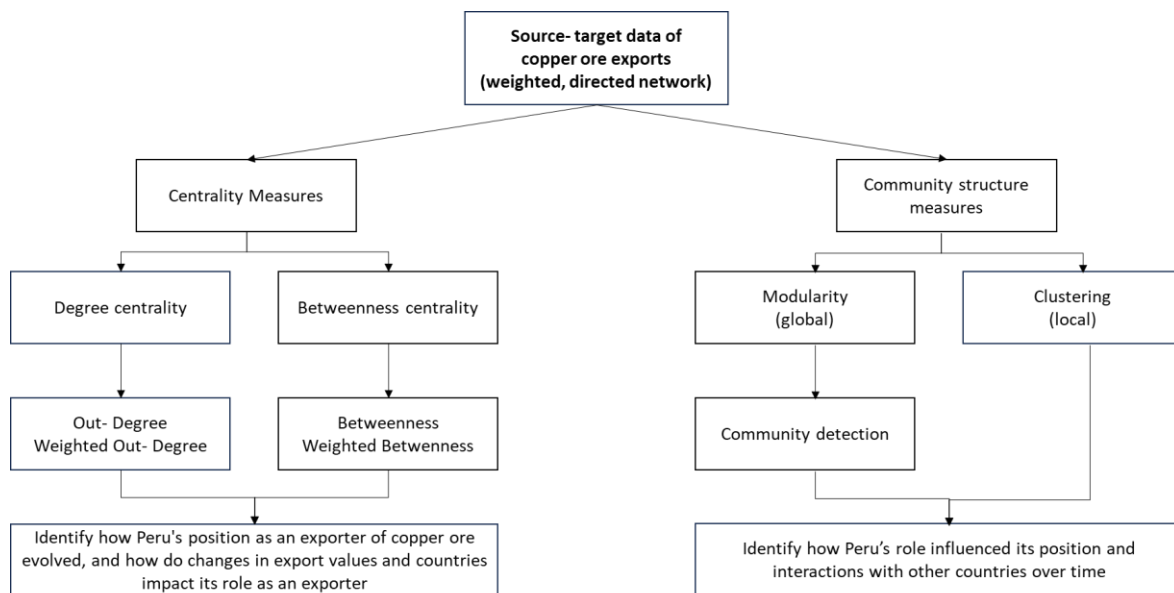 Source- target data of
copper ore exports
(weighted, directed network)
Centrality Measures
Community structure
measures
Degree centrality
Betweenness centrality
Modularity
(global)
Clustering
(local)
Out- Degree
Weighted Out- Degree
Betweenness
Weighted Betwenness
Community detection
Identify how Peru's position as an exporter of copper ore
evolved, and how do changes in export values and countries
impact its role as an exporter
Identify how Peru’s role influenced its position and
interactions with other countries over time